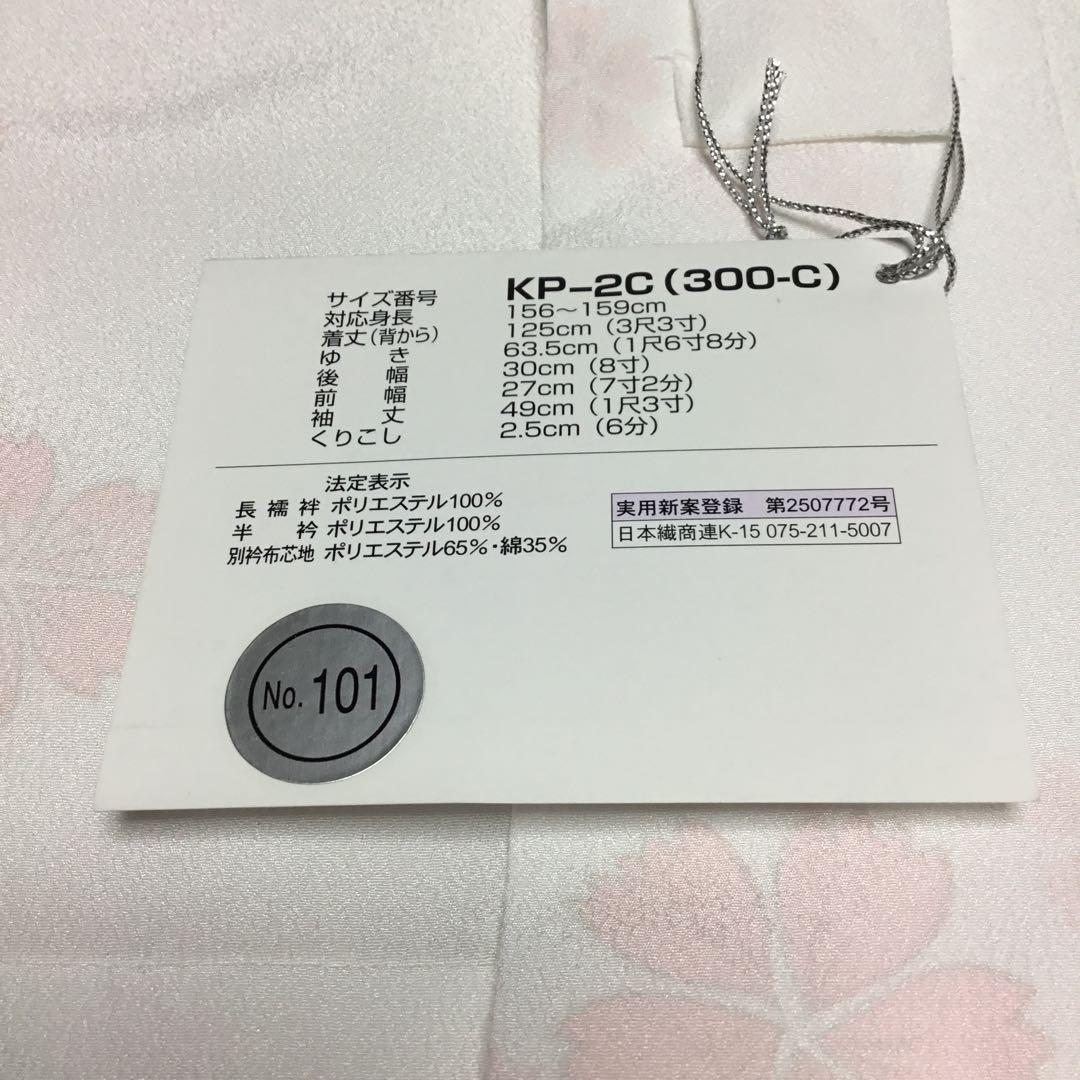 サイズ番号 KP-2C(300-C)
対応身長 156~159cm
着丈(背から) 125cm(3尺3寸)
ゆき 63.5cm(1尺6寸8分)
後幅 30cm(8寸)
前幅 27cm(7寸2分)
袖丈 49cm(1尺3寸)
くりこし 2.5cm(6分)
法定表示
長襦袢 ポリエステル100%
半衿 ポリエステル100%
別衿布芯地 ポリエステル65%・綿35%
実用新案登録 第2507772号
日本繊商連K-15 075-211-5007
No.101